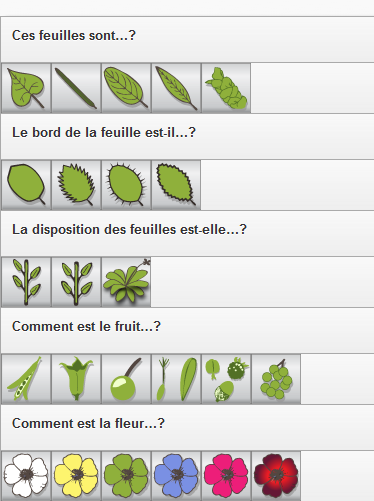 Ces feuilles sont...?
Le bord de la feuille est-il...?
La disposition des feuilles est-elle...?
Comment est le fruit...?
Comment est la fleur...?